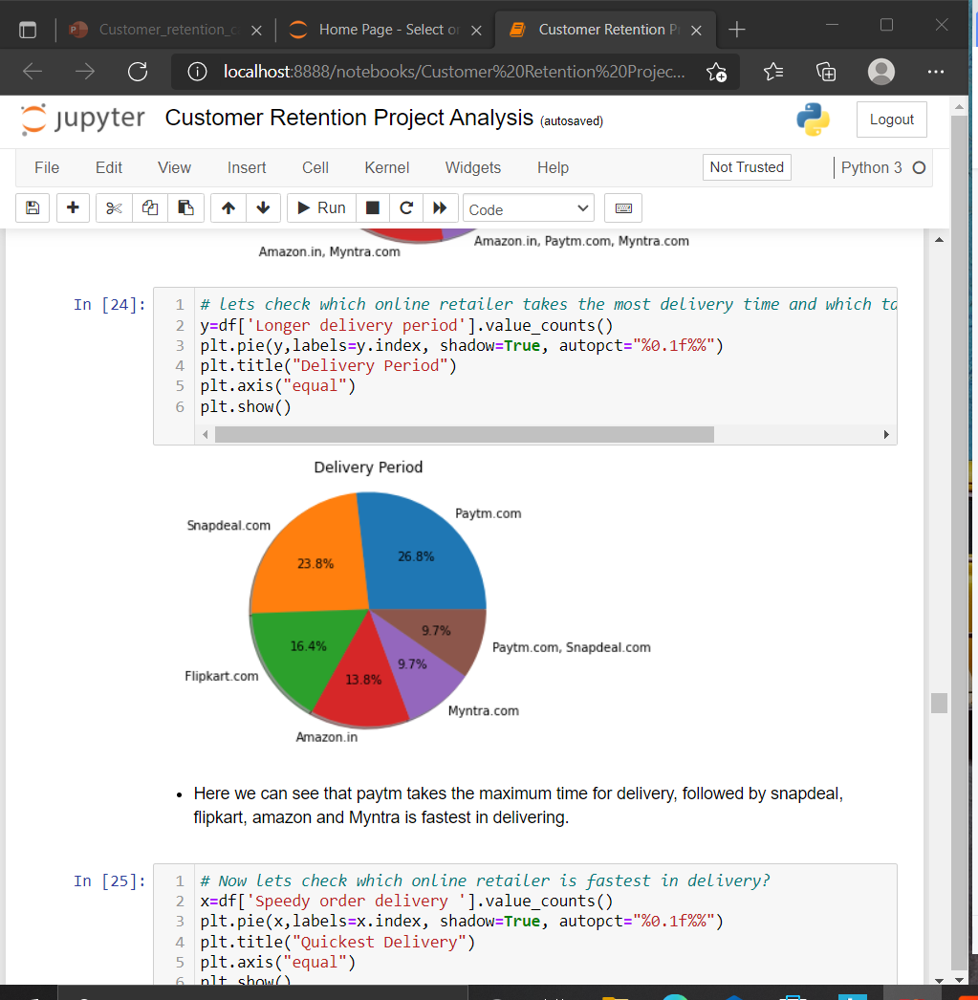 Customer_retention_c
Home Page - Select or
Customer Retention P
localhost:8888/notebooks/Customer%20Retention%20Projec...
jupyter Customer Retention Project Analysis (autosaved)
Logout
File Edit View Insert Cell Kernel Widgets Help
Not Trusted
Python 3
Run
Code
Amazon.in, Myntra.com
Amazon.in, Paytm.com, Myntra.com
In [24]:
1 # lets check which online retailer takes the most delivery time and which ta
2 y=df['Longer delivery period'].value_counts()
3 plt.pie(y,labels=y.index, shadow=True, autopct="%0.1f%%")
4 plt.title("Delivery Period")
5 plt.axis("equal")
6 plt.show()
Delivery Period
Paytm.com
Snapdeal.com
26.8%
23.8%
9.7%
16.4%
Paytm.com, Snapdeal.com
9.7%
Flipkart.com
13.8%
Myntra.com
Amazon.in
• Here we can see that paytm takes the maximum time for delivery, followed by snapdeal,
flipkart, amazon and Myntra is fastest in delivering.
In [25]:
1 # Now lets check which online retailer is fastest in delivery?
2 x=df['Speedy order delivery '].value_counts()
3 plt.pie(x,labels=x.index, shadow=True, autopct="%0.1f%%")
4 plt.title("Quickest Delivery")
5 plt.axis("equal")
6 plt.show()